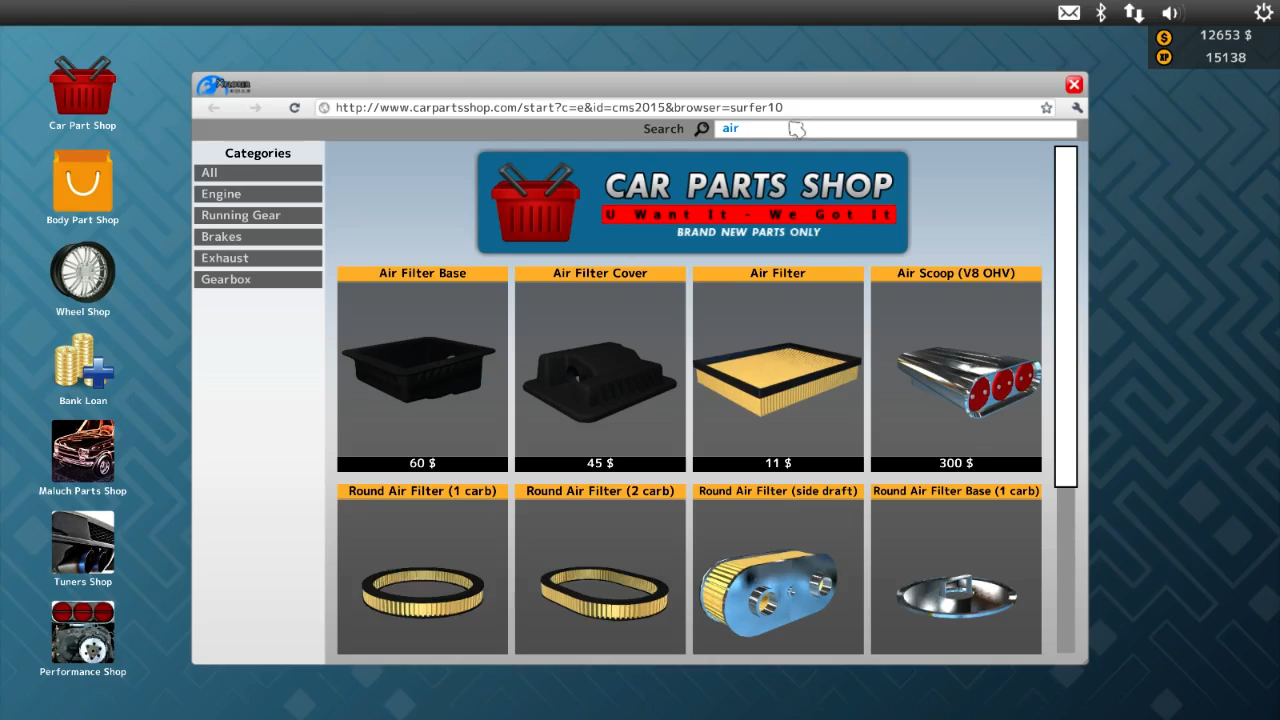 12653 $
15138
Car Part Shop
Body Part Shop
Wheel Shop
Bank Loan
Maluch Parts Shop
Tuners Shop
Performance Shop
http://www.carpartsshop.com/start?c=e&id=cms2015&browser=surfer10
Search
air
Categories
All
Engine
Running Gear
Brakes
Exhaust
Gearbox
CAR PARTS SHOP
U Want It - We Got It
BRAND NEW PARTS ONLY
Air Filter Base
60 $
Air Filter Cover
45 $
Air Filter
11 $
Air Scoop (V8 OHV)
300 $
Round Air Filter (1 carb)
Round Air Filter (2 carb)
Round Air Filter (side draft)
Round Air Filter Base (1 carb)